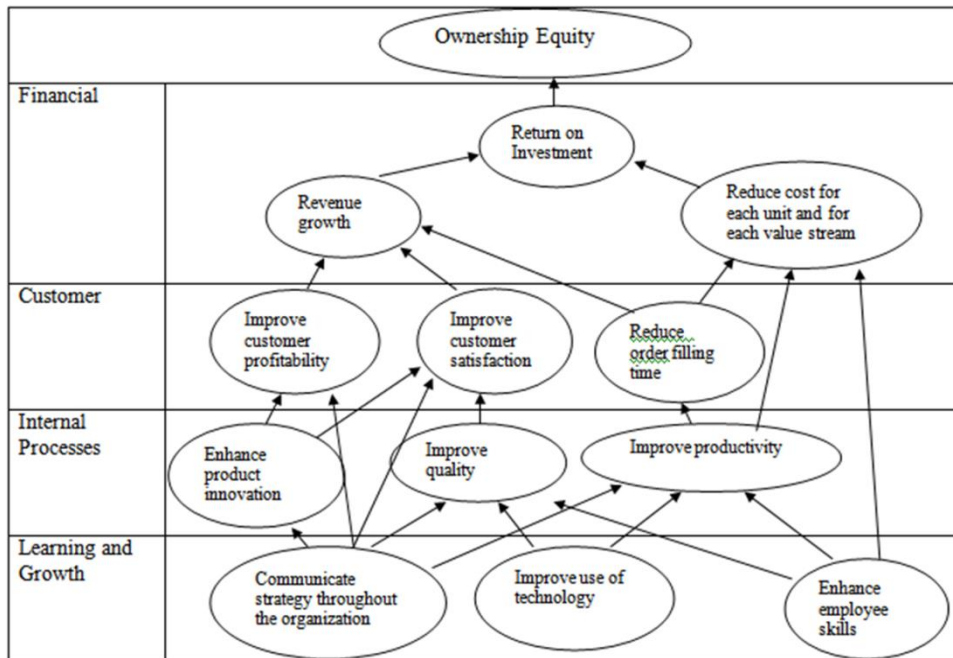 Ownership Equity
Financial
Return on
Investment
Revenue
growth
Reduce cost for
each unit and for
each value stream
Customer
Improve
customer
profitability
Improve
customer
satisfaction
Reduce
order filling
time
Internal
Processes
Enhance
product
innovation
Improve
quality
Improve productivity
Learning and
Growth
Communicate
strategy throughout
the organization
Improve use of
technology
Enhance
employee
skills